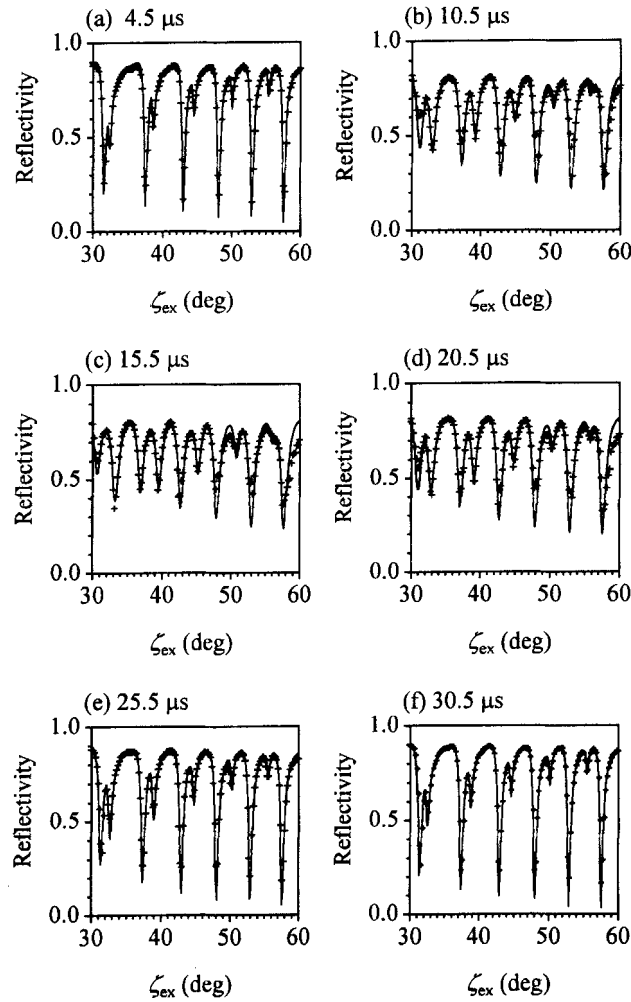 (a) 4.5 μs
1.0
0.5
0.0
Reflectivity
30 40 50 60
ζex (deg)
(b) 10.5 μs
1.0
0.5
0.0
Reflectivity
30 40 50 60
ζex (deg)
(c) 15.5 μs
1.0
0.5
0.0
Reflectivity
30 40 50 60
ζex (deg)
(d) 20.5 μs
1.0
0.5
0.0
Reflectivity
30 40 50 60
ζex (deg)
(e) 25.5 μs
1.0
0.5
0.0
Reflectivity
30 40 50 60
ζex (deg)
(f) 30.5 μs
1.0
0.5
0.0
Reflectivity
30 40 50 60
ζex (deg)